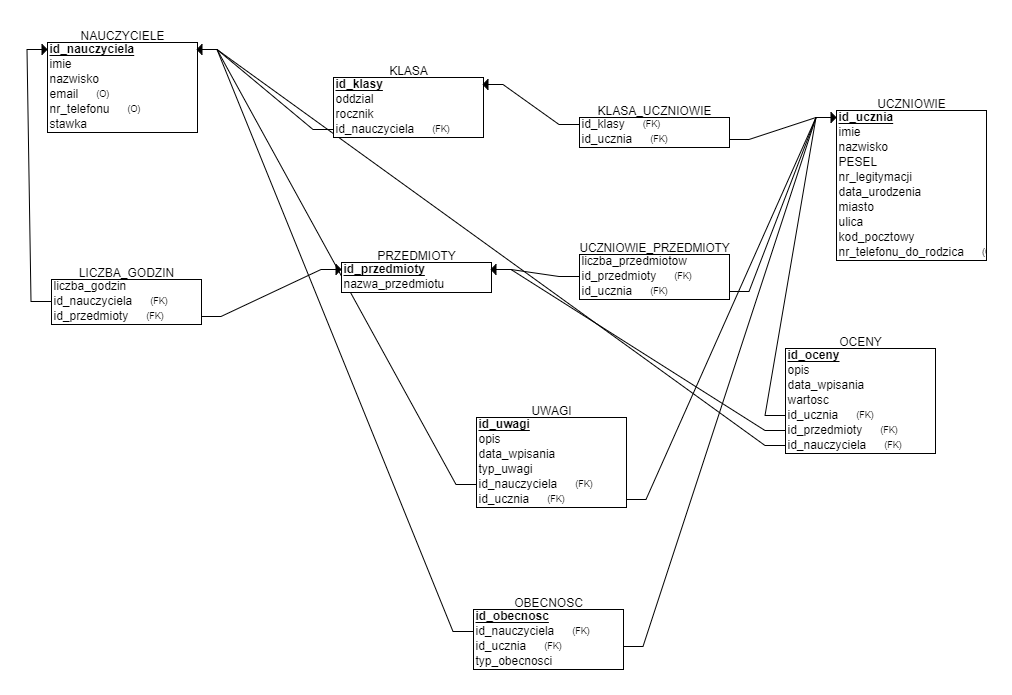 NAUCZYCIELE
id_nauczyciela
imie
nazwisko
email (O)
nr_telefonu (O)
stawka
KLASA
id_klasy
oddzial
rocznik
id_nauczyciela (FK)
KLASA_UCZNIOWIE
id_klasy (FK)
id_ucznia (FK)
UCZNIOWIE
id_ucznia
imie
nazwisko
PESEL
nr_legitymacji
data_urodzenia
miasto
ulica
kod_pocztowy
nr_telefonu_do_rodzica (
LICZBA_GODZIN
liczba_godzin
id_nauczyciela (FK)
id_przedmioty (FK)
PRZEDMIOTY
id_przedmioty
nazwa_przedmiotu
UCZNIOWIE_PRZEDMIOTY
liczba_przedmiotow
id_przedmioty (FK)
id_ucznia (FK)
OCENY
id_oceny
opis
data_wpisania
wartosc
id_ucznia (FK)
id_przedmioty (FK)
id_nauczyciela (FK)
UWAGI
id_uwagi
opis
data_wpisania
typ_uwagi
id_nauczyciela (FK)
id_ucznia (FK)
OBECNOSC
id_obecnosc
id_nauczyciela (FK)
id_ucznia (FK)
typ_obecnosci